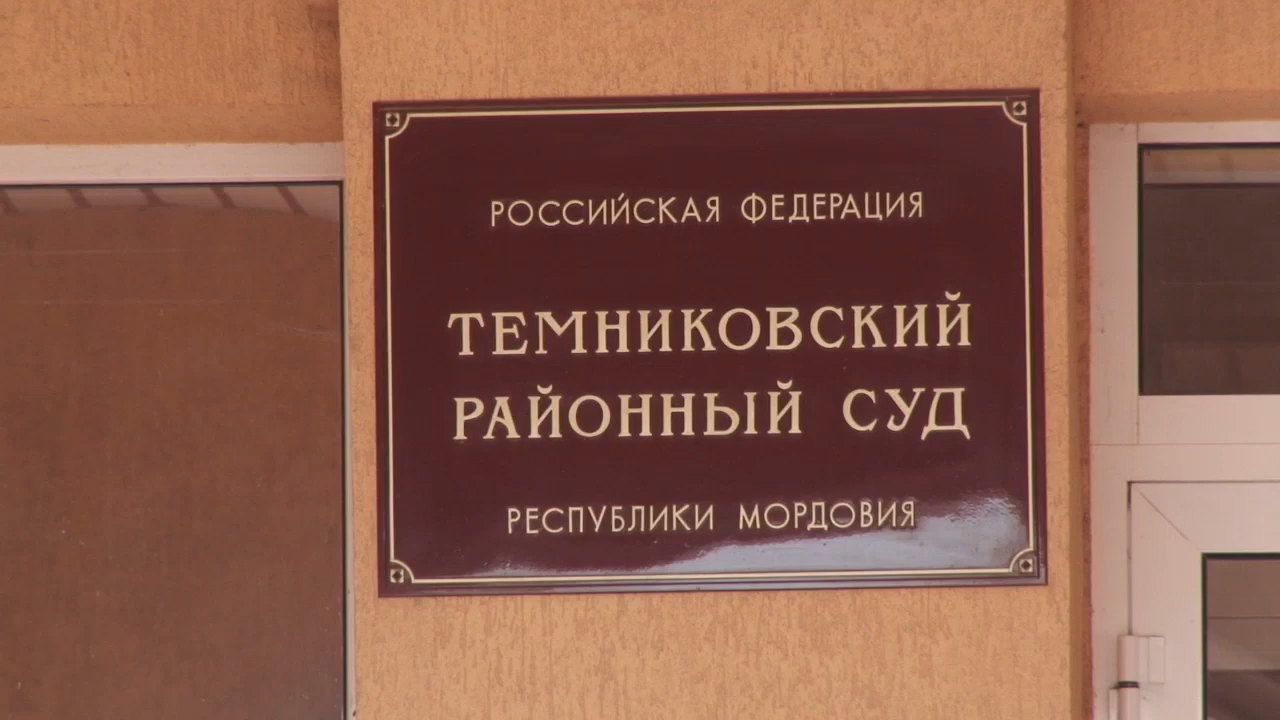 РОССИЙСКАЯ ФЕДЕРАЦИЯ
ТЕМНИКОВСКИЙ
РАЙОННЫЙ СУД
РЕСПУБЛИКИ МОРДОВИЯ